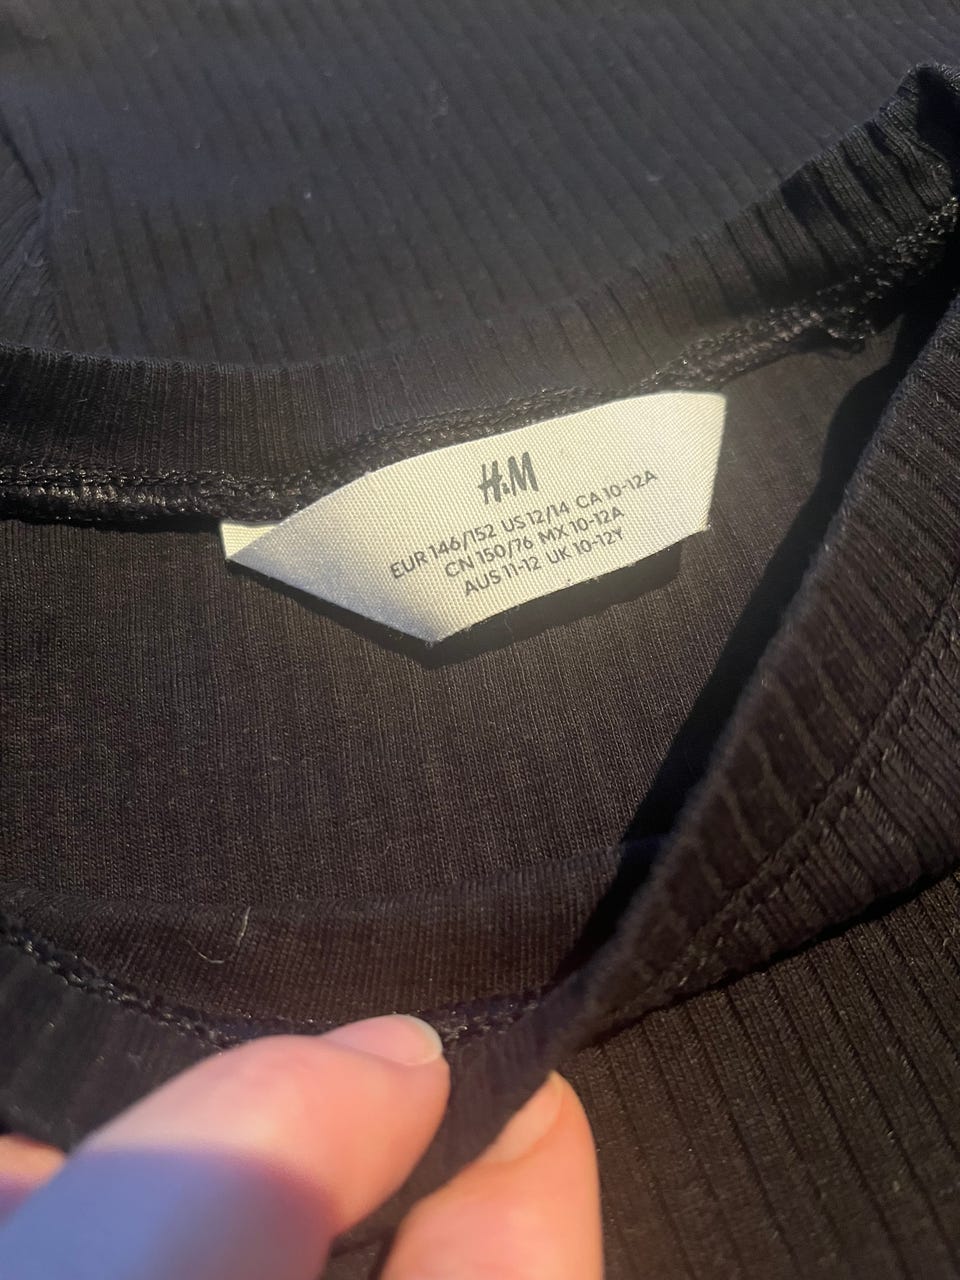 H&M
EUR 146/152 US 12/14 CA 10-12A
CN 150/76 MX 10-12A
AUS 11-12 UK 10-12Y